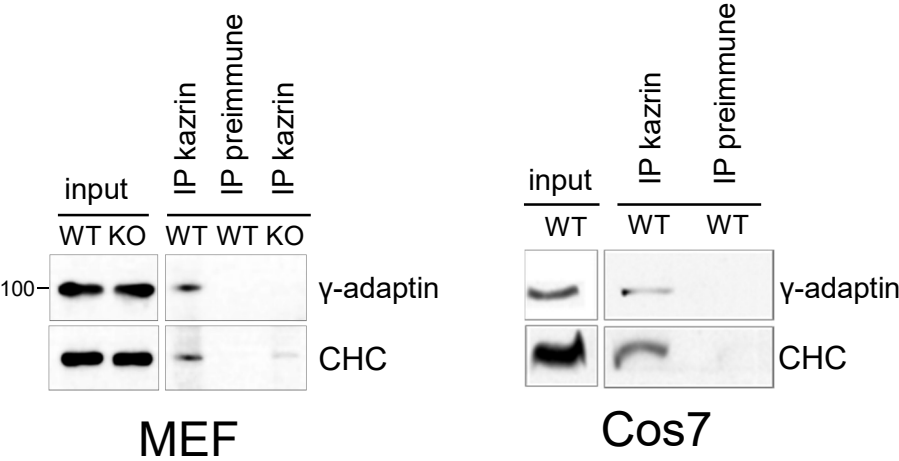 IP kazrin
IP preimmune
IP kazrin
input
WT KO
WT WT KO
100
γ-adaptin
CHC
MEF
IP kazrin
IP preimmune
input
WT
WT
WT
γ-adaptin
CHC
Cos7